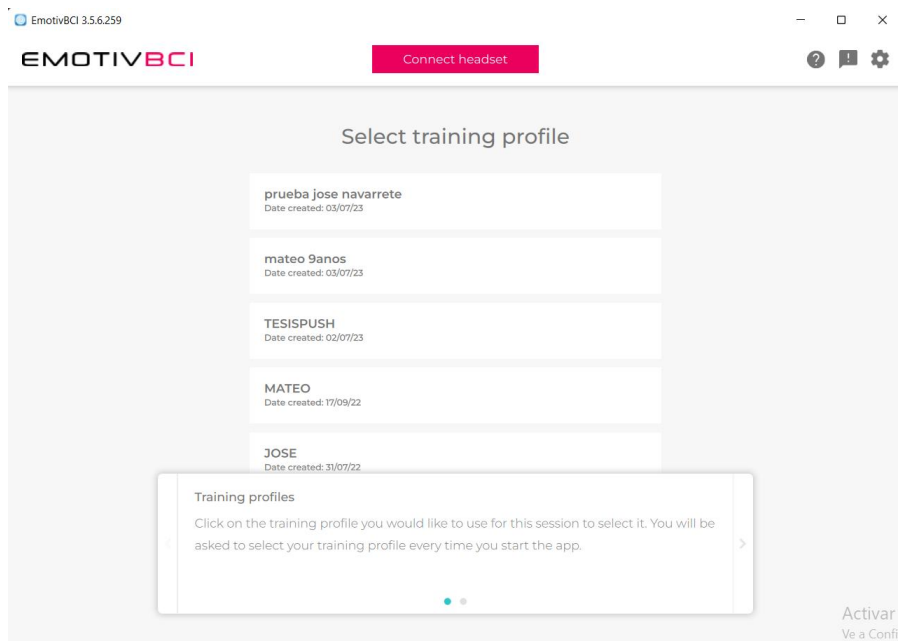 EmotivBCI 3.5.6.259
EMOTIVBCI
Connect headset
Select training profile
prueba jose navarrete
Date created: 03/07/23
mateo 9anos
Date created: 03/07/23
TESISPUSH
Date created: 02/07/23
MATEO
Date created: 17/09/22
JOSE
Date created: 31/07/22
Training profiles
Click on the training profile you would like to use for this session to select it. You will be
asked to select your training profile every time you start the app.
Activar
Ve a Confi